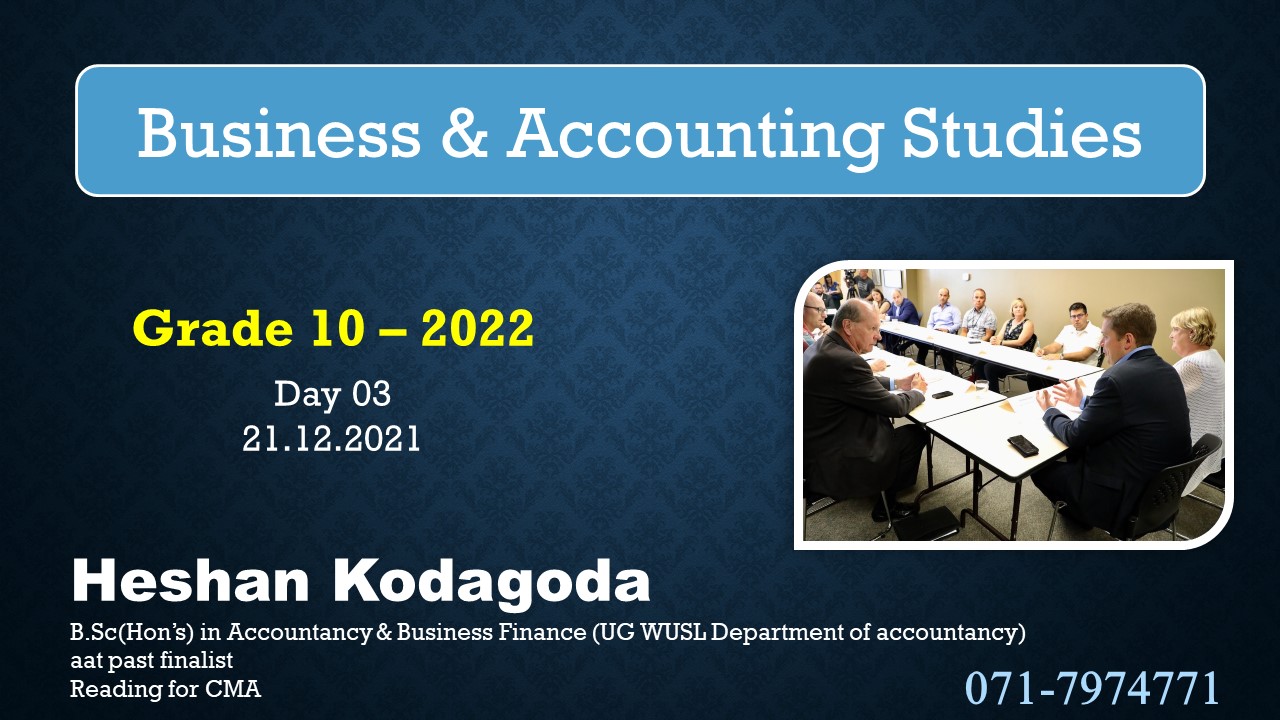 Business & Accounting Studies
Grade 10 – 2022
Day 03
21.12.2021
Heshan Kodagoda
B.Sc(Hon’s) in Accountancy & Business Finance (UG WUSL Department of accountancy)
aat past finalist
Reading for CMA
071-7974771